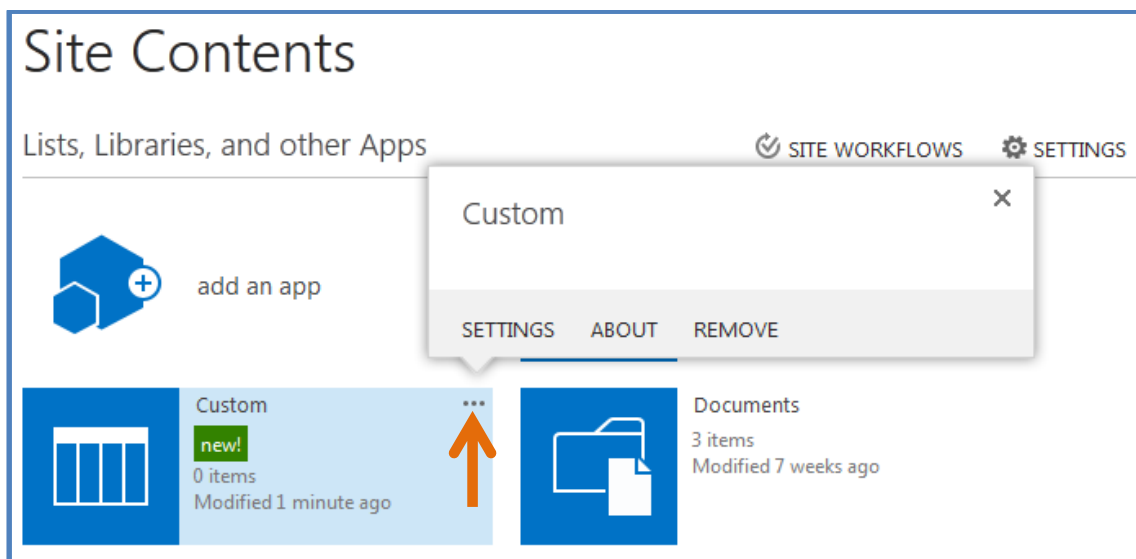 Site Contents
Lists, Libraries, and other Apps
SITE WORKFLOWS
SETTINGS
Custom
add an app
SETTINGS ABOUT REMOVE
Custom
new!
0 items
Modified 1 minute ago
Documents
3 items
Modified 7 weeks ago